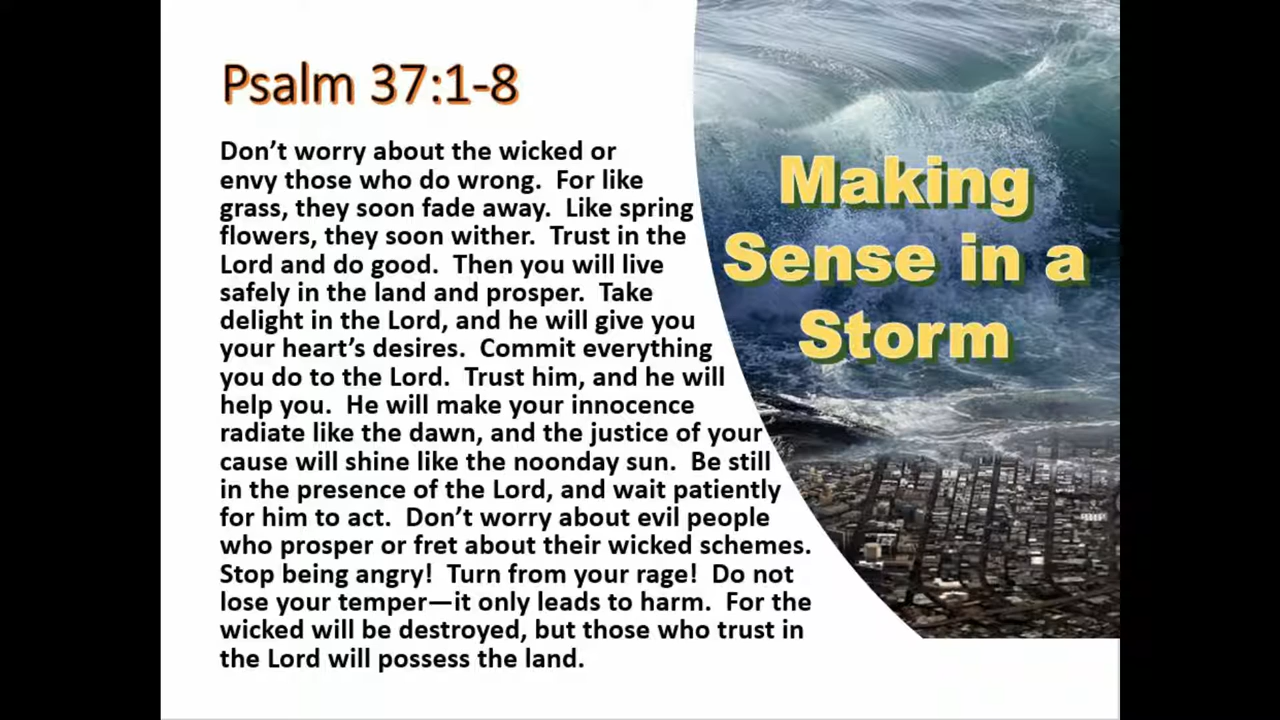 Psalm 37:1-8
Don’t worry about the wicked or
envy those who do wrong.  For like
grass, they soon fade away.  Like spring
flowers, they soon wither.  Trust in the
Lord and do good.  Then you will live
safely in the land and prosper.  Take
delight in the Lord, and he will give you
your heart’s desires.  Commit everything
you do to the Lord.  Trust him, and he will
help you.  He will make your innocence
radiate like the dawn, and the justice of your
cause will shine like the noonday sun.  Be still
in the presence of the Lord, and wait patiently
for him to act.  Don’t worry about evil people
who prosper or fret about their wicked schemes.
Stop being angry!  Turn from your rage!  Do not
lose your temper—it only leads to harm.  For the
wicked will be destroyed, but those who trust in
the Lord will possess the land.
Making
Sense in a
Storm